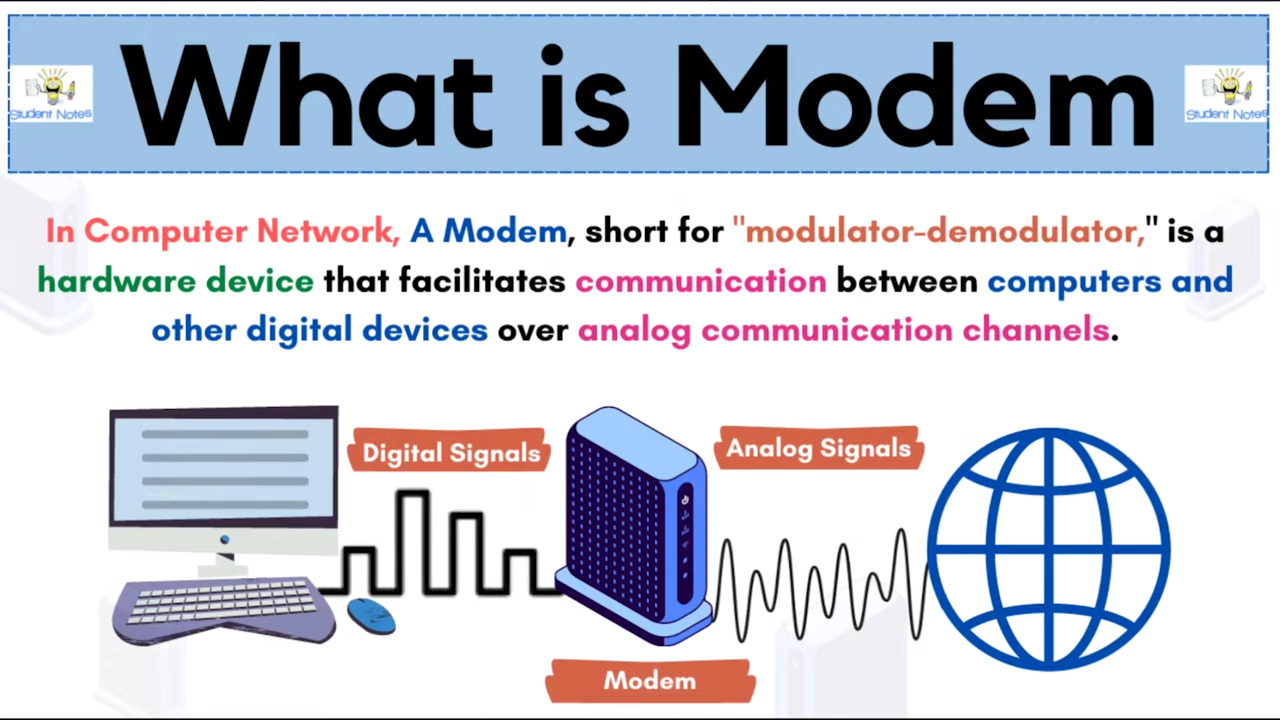 What is Modem
Student Notes
Student Notes
In Computer Network, A Modem, short for "modulator-demodulator," is a
hardware device that facilitates communication between computers and
other digital devices over analog communication channels.
Digital Signals
Analog Signals
Modem